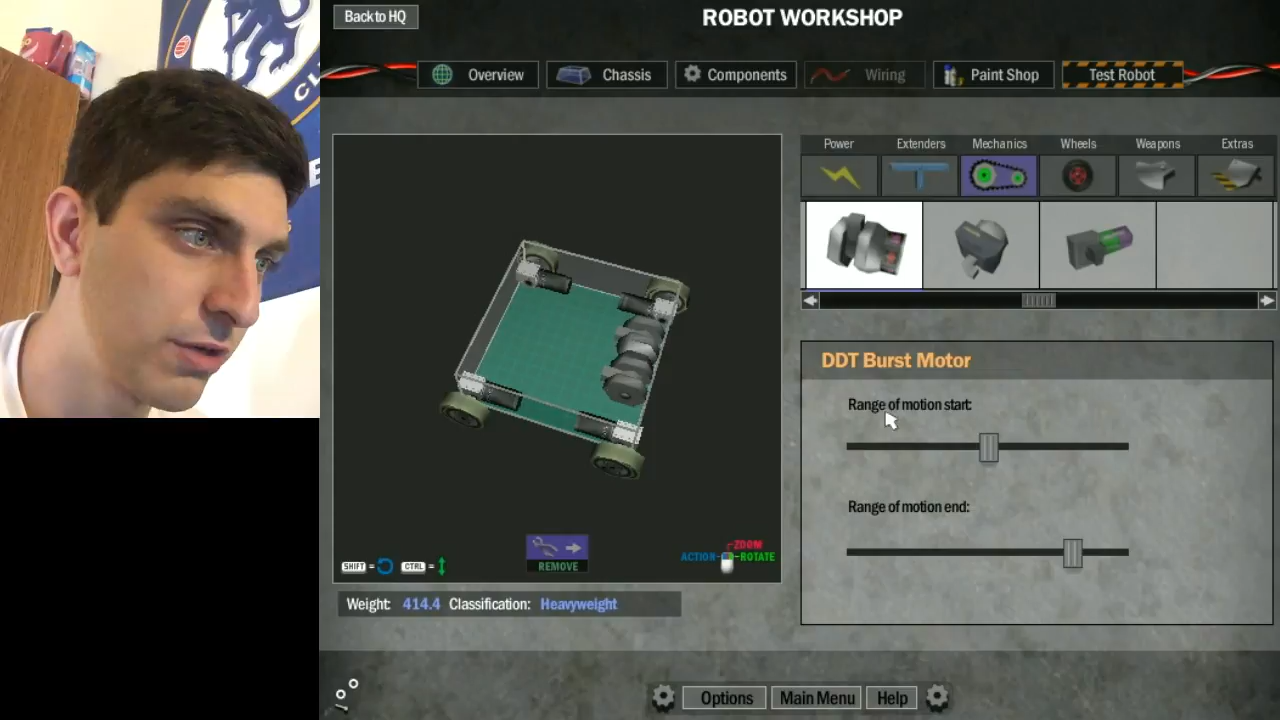 Back to HQ
ROBOT WORKSHOP
Overview
Chassis
Components
Wiring
Paint Shop
Test Robot
Power
Extenders
Mechanics
Wheels
Weapons
Extras
DDT Burst Motor
Range of motion start:
Range of motion end:
SHIFT =
CTRL =
REMOVE
ZOOM
ACTION
ROTATE
Weight: 414.4 Classification: Heavyweight
Options
Main Menu
Help